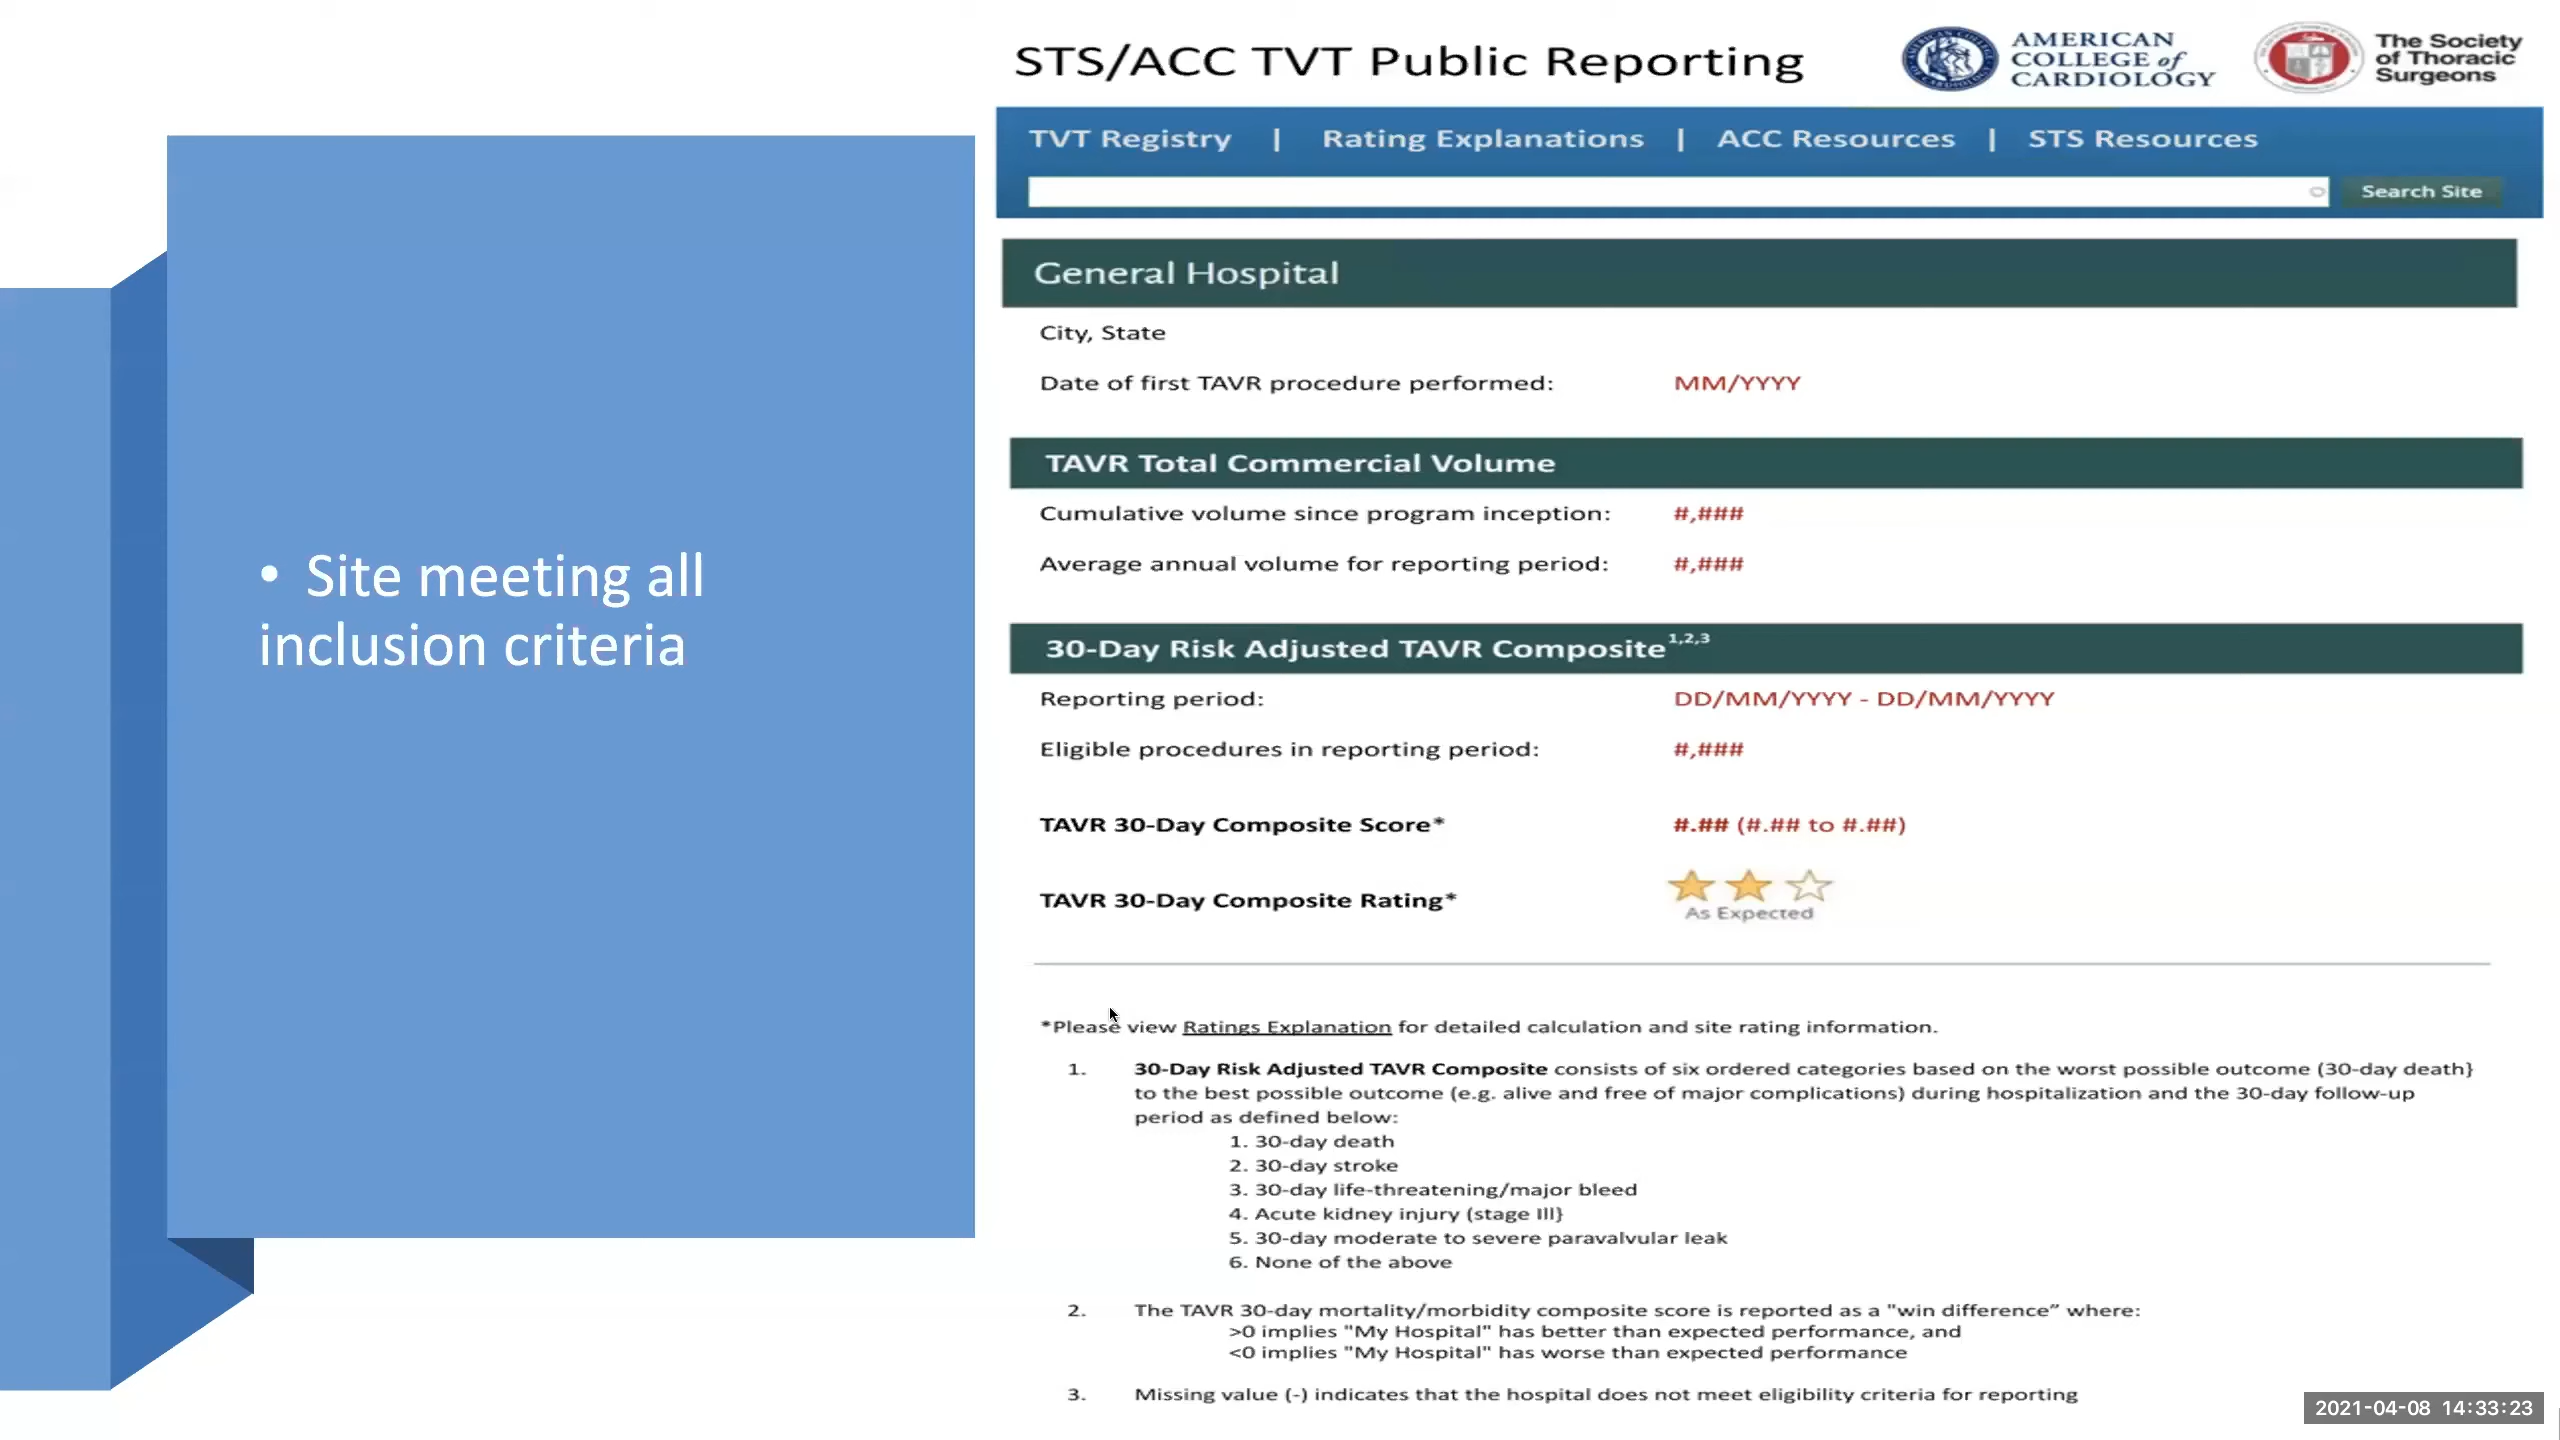 • Site meeting all
inclusion criteria
STS/ACC TVT Public Reporting
AMERICAN
COLLEGE of
CARDIOLOGY
The Society
of Thoracic
Surgeons
TVT Registry | Rating Explanations | ACC Resources | STS Resources
Search Site
General Hospital
City, State
Date of first TAVR procedure performed: MM/YYYY
TAVR Total Commercial Volume
Cumulative volume since program inception: #,###
Average annual volume for reporting period: #,###
30-Day Risk Adjusted TAVR Composite1,2,3
Reporting period: DD/MM/YYYY - DD/MM/YYYY
Eligible procedures in reporting period: #,###
TAVR 30-Day Composite Score* #.## (#.## to #.##)
TAVR 30-Day Composite Rating*
As Expected
*Please view Ratings Explanation for detailed calculation and site rating information.
1. 30-Day Risk Adjusted TAVR Composite consists of six ordered categories based on the worst possible outcome (30-day death}
to the best possible outcome (e.g. alive and free of major complications) during hospitalization and the 30-day follow-up
period as defined below:
1. 30-day death
2. 30-day stroke
3. 30-day life-threatening/major bleed
4. Acute kidney injury (stage III}
5. 30-day moderate to severe paravalvular leak
6. None of the above
2. The TAVR 30-day mortality/morbidity composite score is reported as a "win difference” where:
>0 implies "My Hospital" has better than expected performance, and
<0 implies "My Hospital" has worse than expected performance
3. Missing value (-) indicates that the hospital does not meet eligibility criteria for reporting
2021-04-08 14:33:23